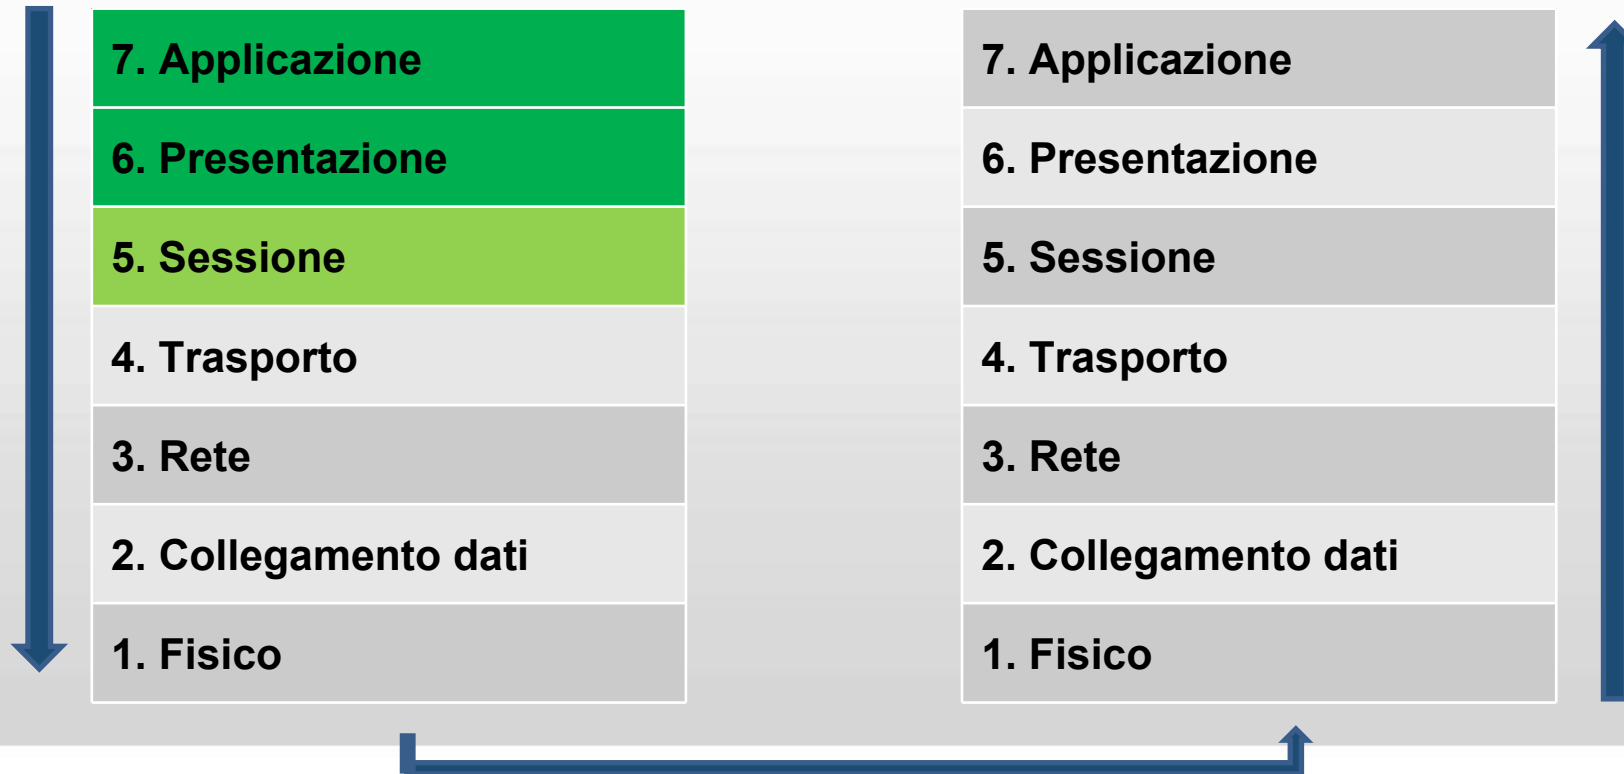 7. Applicazione
6. Presentazione
5. Sessione
4. Trasporto
3. Rete
2. Collegamento dati
1. Fisico
7. Applicazione
6. Presentazione
5. Sessione
4. Trasporto
3. Rete
2. Collegamento dati
1. Fisico